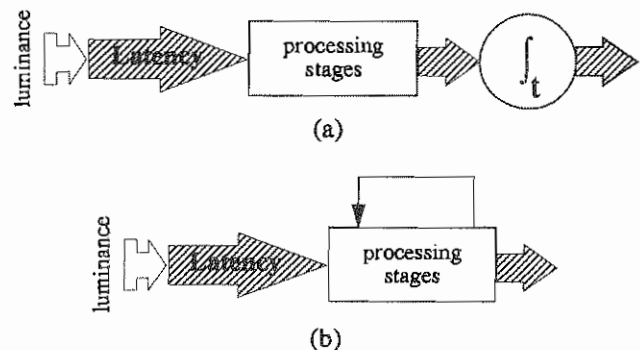 luminance
Latency
processing
stages
∫t
(a)
luminance
Latency
processing
stages
(b)